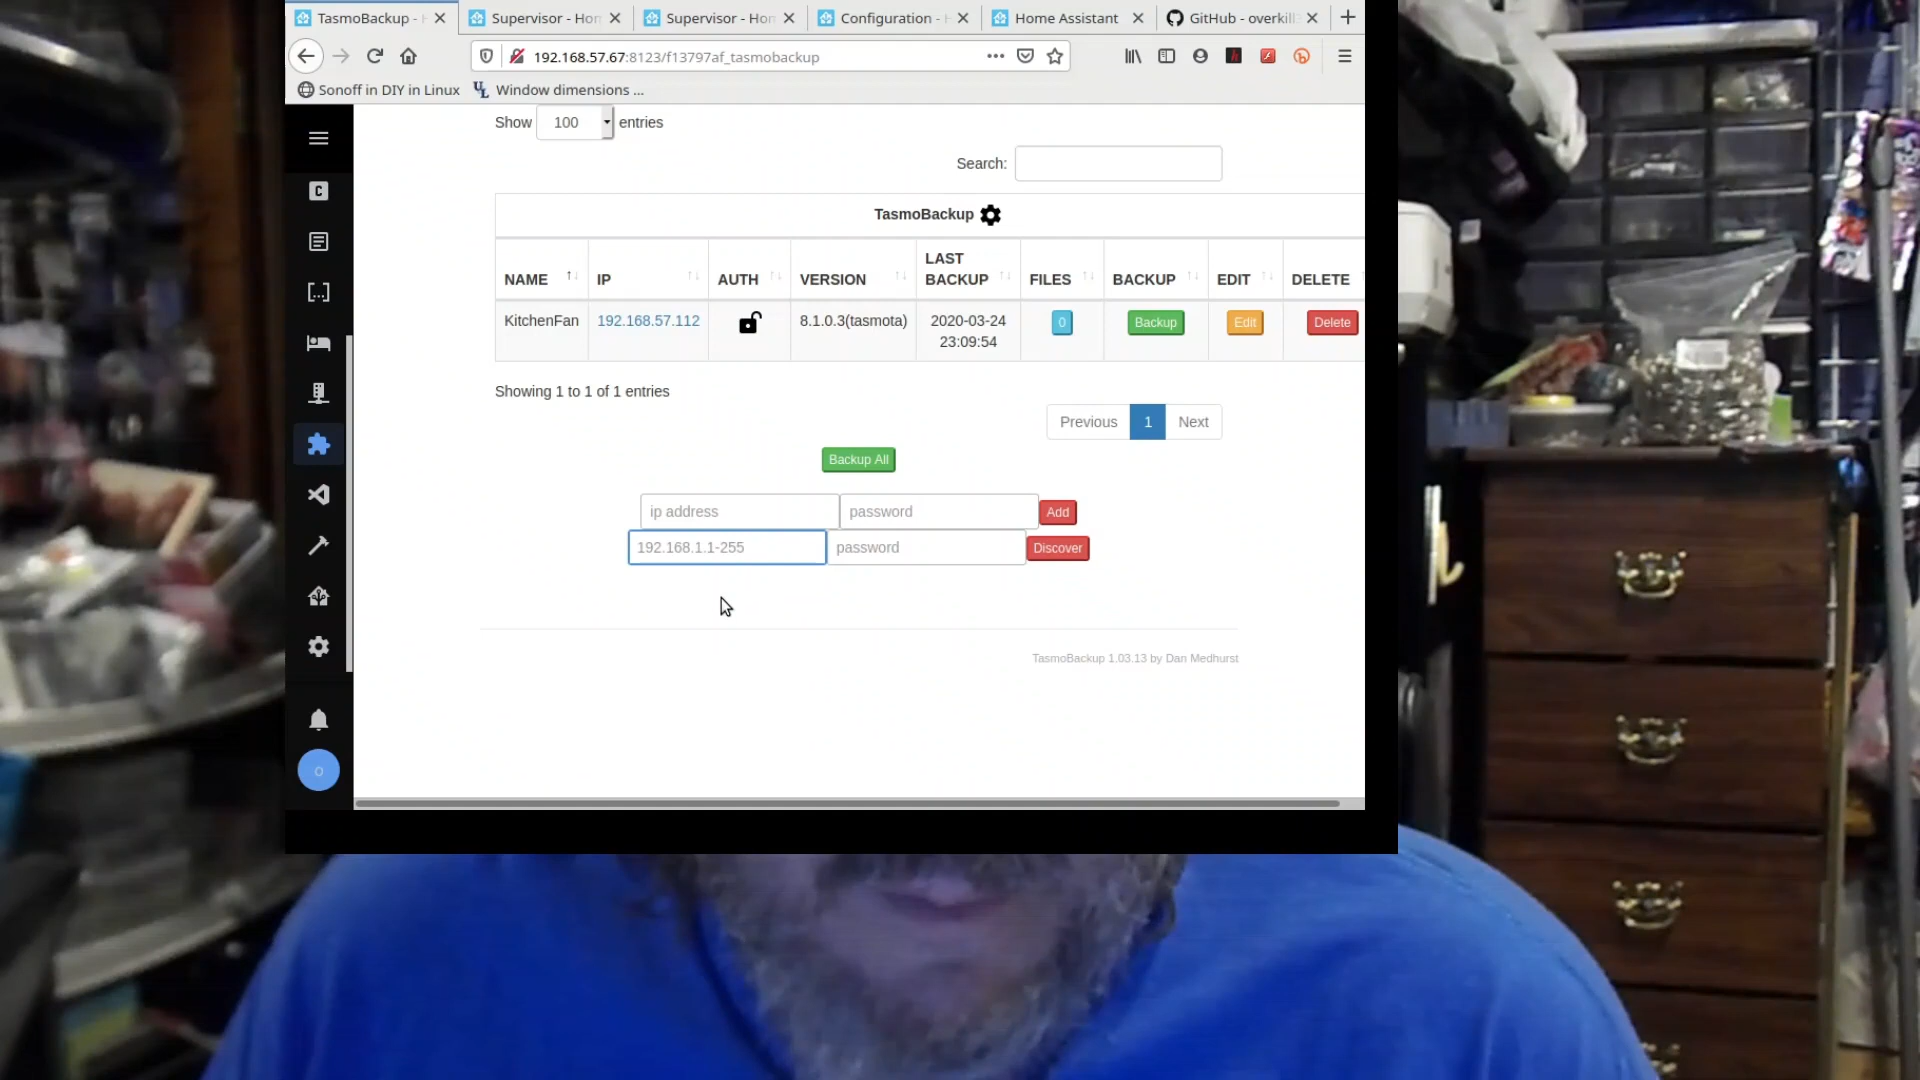 TasmoBackup - H
Supervisor - Hom
Supervisor - Hom
Configuration - H
Home Assistant
GitHub - overkill
192.168.57.67:8123/f13797af_tasmobackup
Sonoff in DIY in Linux
UL Window dimensions ...
Show 100 entries
Search:
TasmoBackup
NAME IP AUTH VERSION LAST BACKUP FILES BACKUP EDIT DELETE
KitchenFan 192.168.57.112 8.1.0.3(tasmota) 2020-03-24 23:09:54 0 Backup Edit Delete
Showing 1 to 1 of 1 entries
Previous 1 Next
Backup All
ip address password Add
192.168.1.1-255 password Discover
TasmoBackup 1.03.13 by Dan Medhurst
C
[...]
o